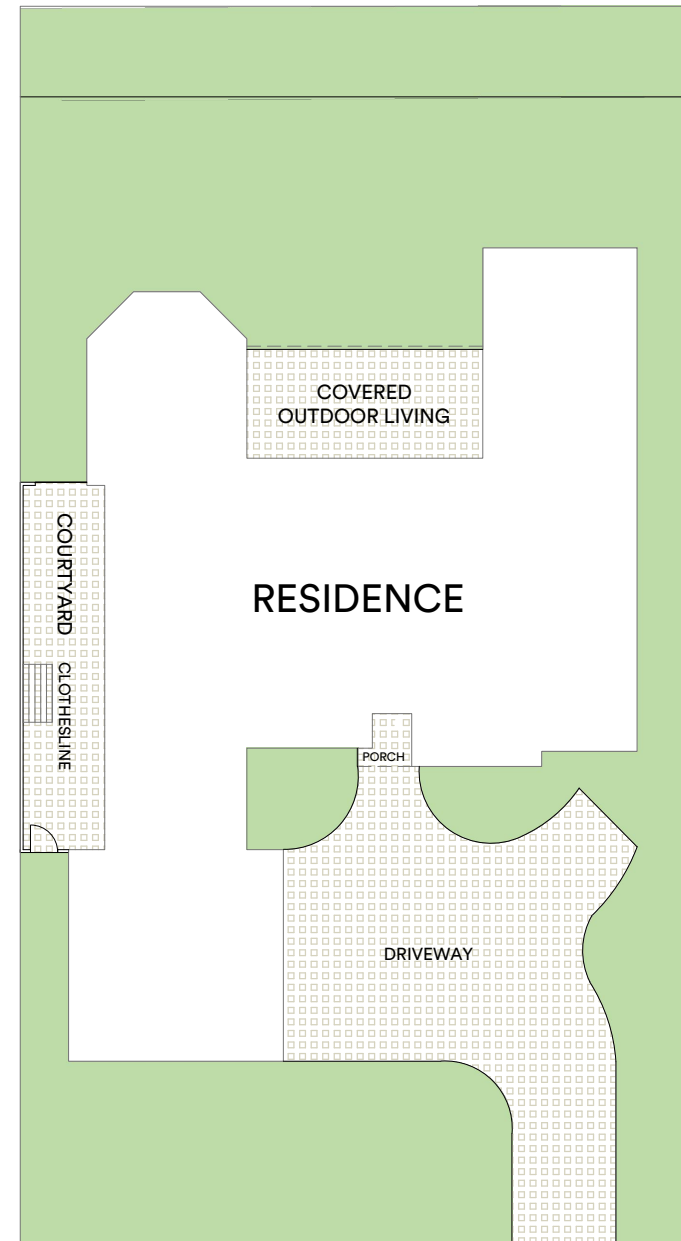 COVERED
OUTDOOR LIVING
COURTYARD
RESIDENCE
CLOTHESLINE
PORCH
DRIVEWAY